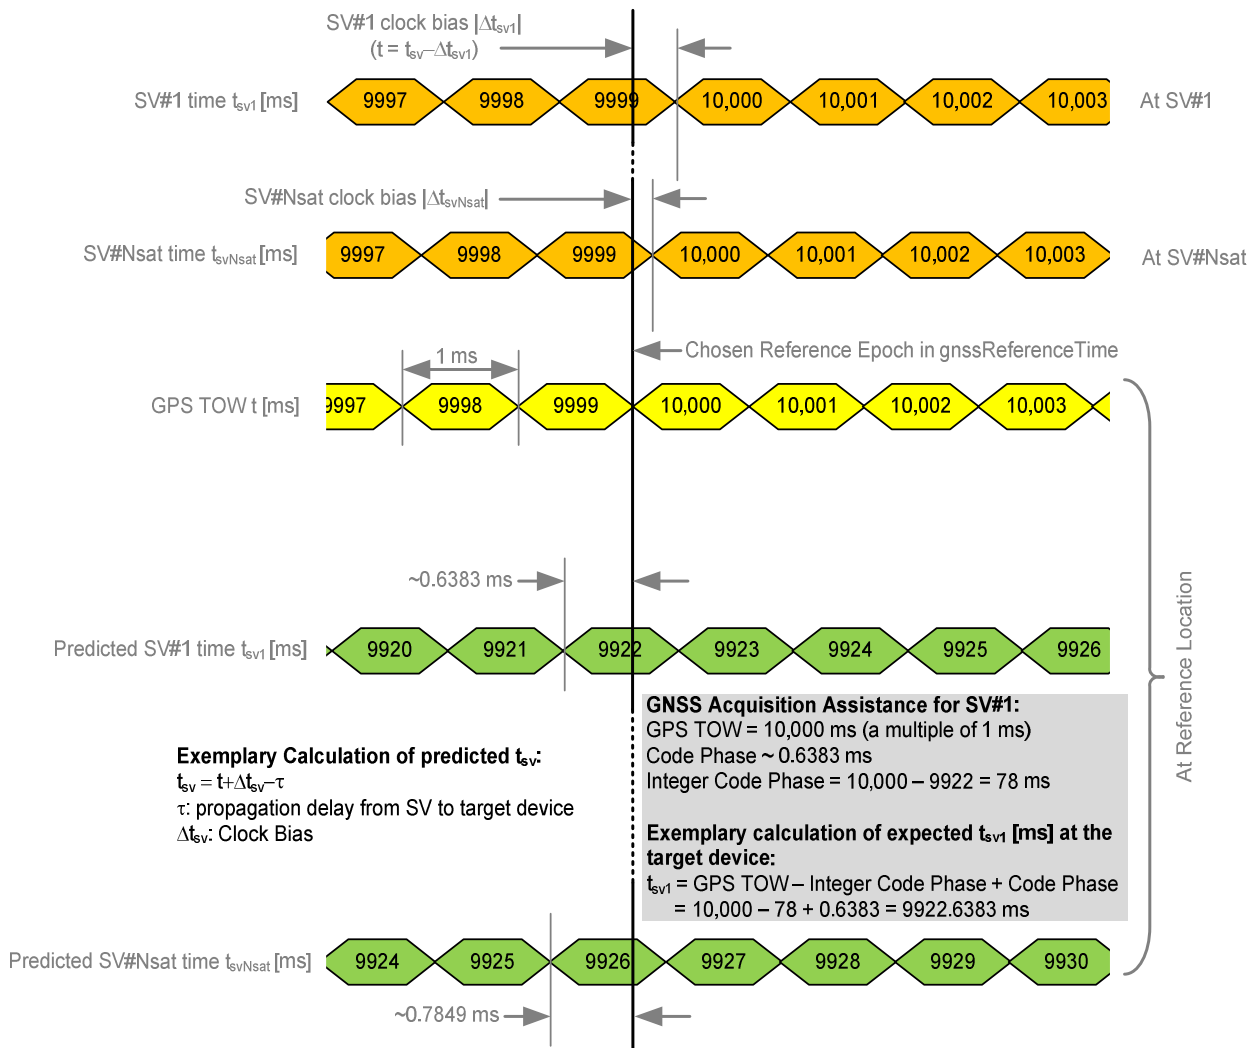 SV#1 clock bias |Δtsv1|
(t = tsv–Δtsv1)
SV#1 time tsv1 [ms]
9997 9998 9999 10,000 10,001 10,002 10,003
At SV#1
SV#Nsat clock bias |ΔtsvNsat|
SV#Nsat time tsvNsat [ms]
9997 9998 9999 10,000 10,001 10,002 10,003
At SV#Nsat
Chosen Reference Epoch in gnssReferenceTime
1 ms
GPS TOW t [ms]
9997 9998 9999 10,000 10,001 10,002 10,003
~0.6383 ms
Predicted SV#1 time tsv1 [ms]
9920 9921 9922 9923 9924 9925 9926
At Reference Location
GNSS Acquisition Assistance for SV#1:
GPS TOW = 10,000 ms (a multiple of 1 ms)
Code Phase ~ 0.6383 ms
Integer Code Phase = 10,000 – 9922 = 78 ms
Exemplary calculation of expected tsv1 [ms] at the
target device:
tsv1 = GPS TOW – Integer Code Phase + Code Phase
= 10,000 – 78 + 0.6383 = 9922.6383 ms
Exemplary Calculation of predicted tsv:
tsv = t+Δtsv–τ
τ: propagation delay from SV to target device
Δtsv: Clock Bias
Predicted SV#Nsat time tsvNsat [ms]
9924 9925 9926 9927 9928 9929 9930
~0.7849 ms